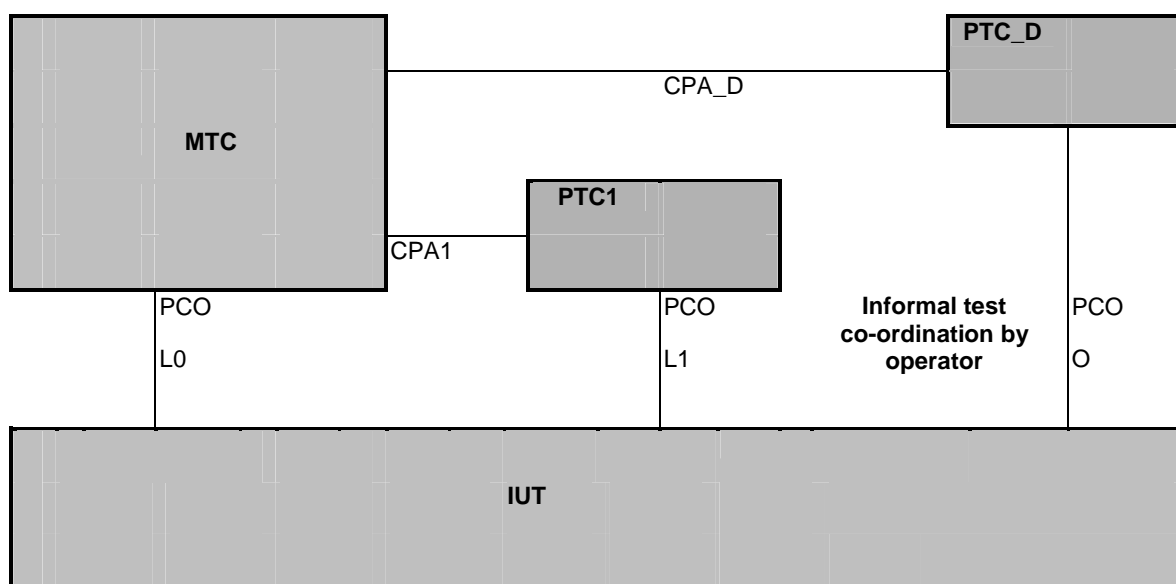 PTC_D
CPA_D
MTC
PTC1
CPA1
PCO
L0
PCO
L1
Informal test
co-ordination by
operator
PCO
O
IUT